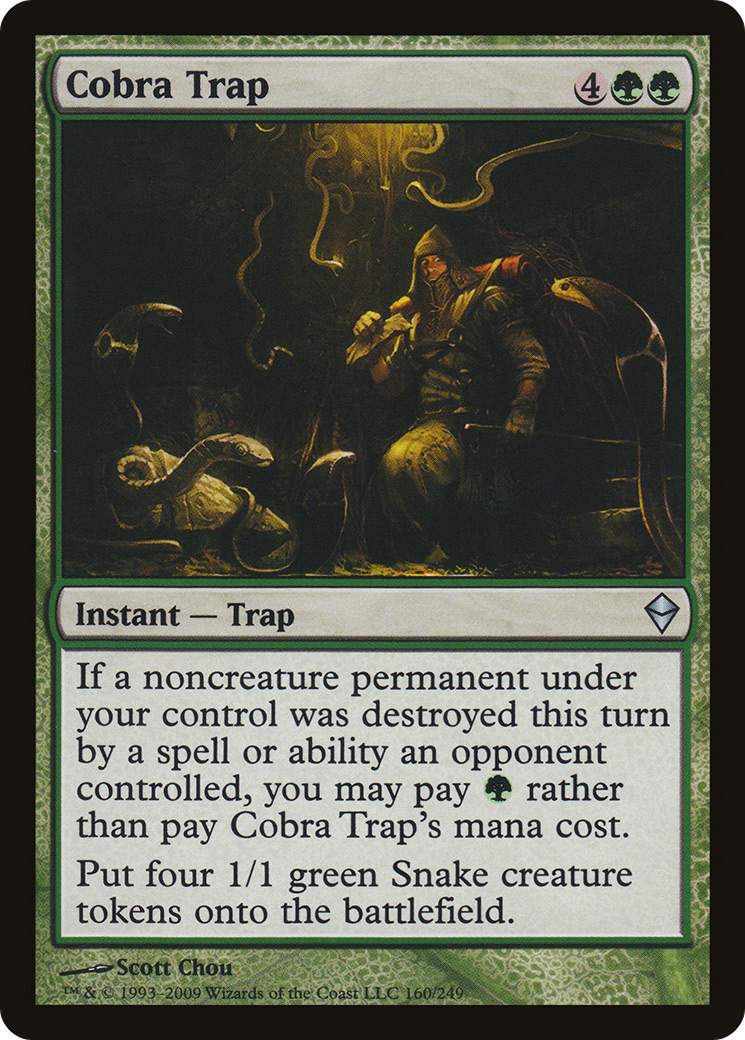 Cobra Trap 4
Instant — Trap
If a noncreature permanent under
your control was destroyed this turn
by a spell or ability an opponent
controlled, you may pay rather
than pay Cobra Trap's mana cost.
Put four 1/1 green Snake creature
tokens onto the battlefield.
Scott Chou
™ & © 1993–2009 Wizards of the Coast LLC 160/249